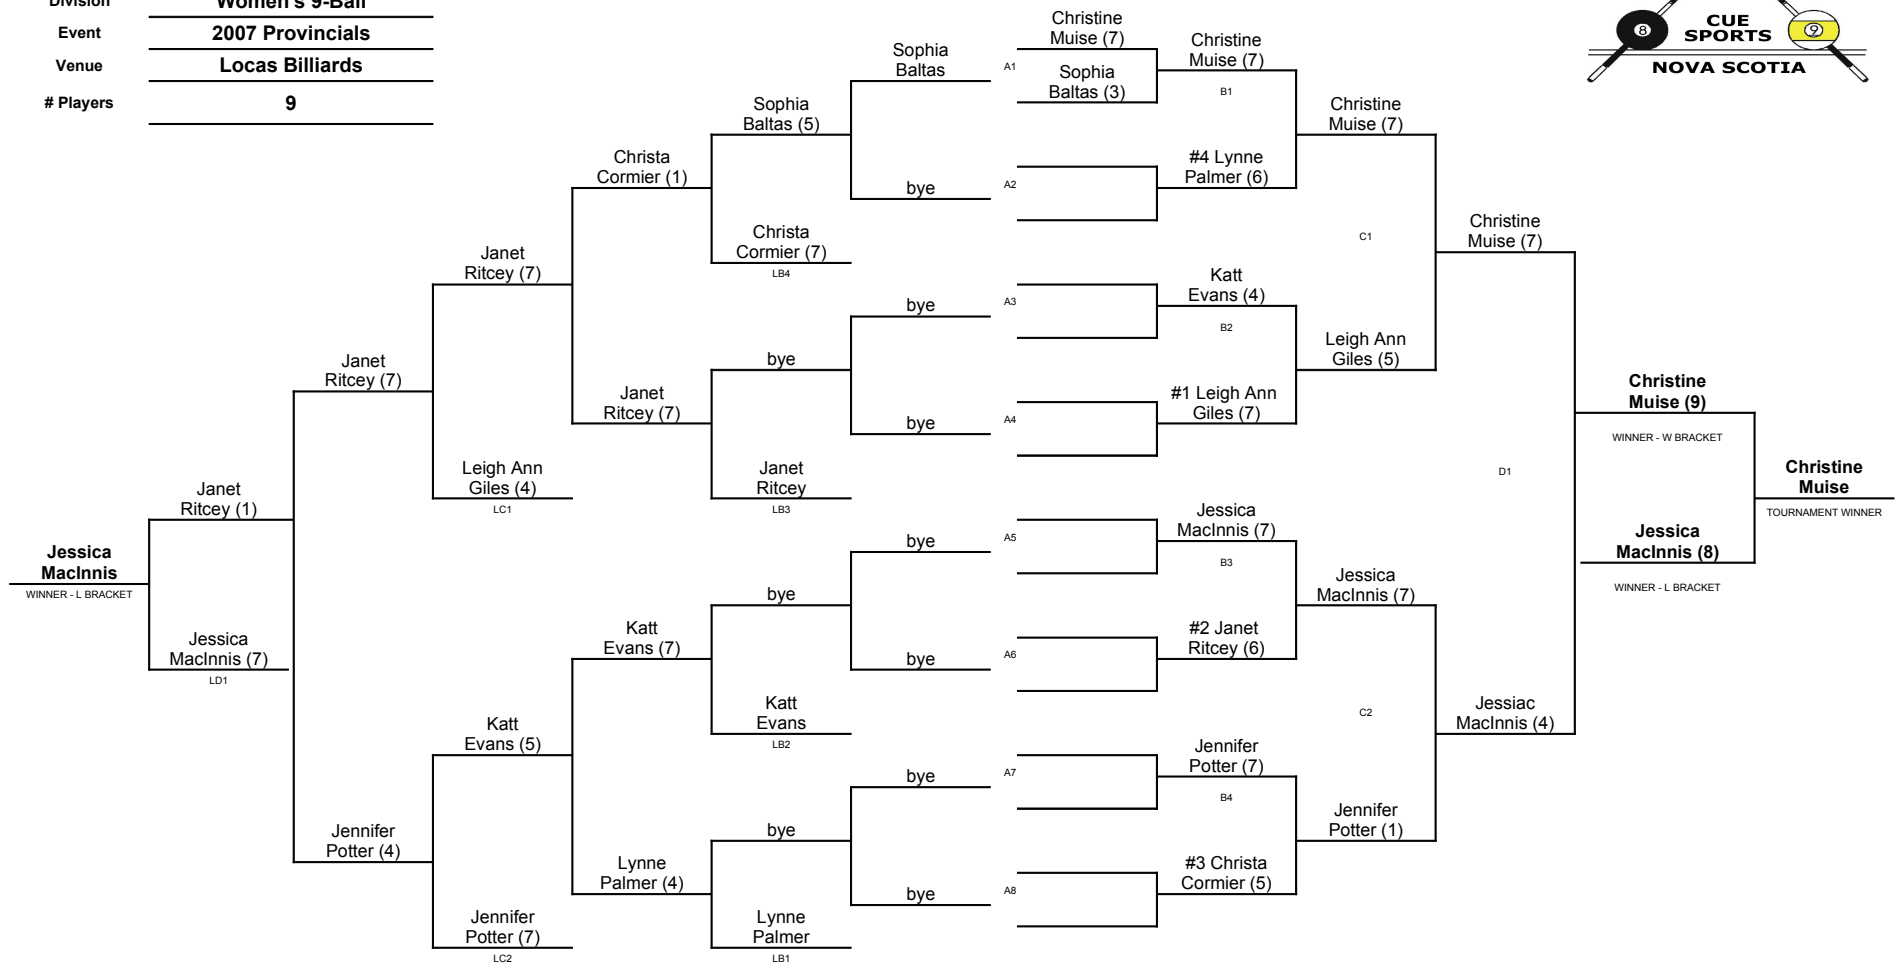 Division Women's 9-Ball
Event 2007 Provincials
Venue Locas Billiards
# Players 9
8
9
CUE
SPORTS
NOVA SCOTIA
Jessica
MacInnis
WINNER - L BRACKET
Janet
Ritcey (1)
Jessica
MacInnis (7)
LD1
Janet
Ritcey (7)
Jennifer
Potter (4)
Janet
Ritcey (7)
Leigh Ann
Giles (4)
LC1
Katt
Evans (5)
Jennifer
Potter (7)
LC2
Christa
Cormier (1)
Janet
Ritcey (7)
Katt
Evans (7)
Lynne
Palmer (4)
Sophia
Baltas (5)
Christa
Cormier (7)
LB4
bye
Janet
Ritcey
LB3
bye
Katt
Evans
LB2
bye
Lynne
Palmer
LB1
Sophia
Baltas
bye
bye
bye
bye
bye
bye
bye
A1
A2
A3
A4
A5
A6
A7
A8
Christine
Muise (7)
Sophia
Baltas (3)
Christine
Muise (7)
B1
#4 Lynne
Palmer (6)
Katt
Evans (4)
B2
#1 Leigh Ann
Giles (7)
Jessica
MacInnis (7)
B3
#2 Janet
Ritcey (6)
Jennifer
Potter (7)
B4
#3 Christa
Cormier (5)
Christine
Muise (7)
C1
Leigh Ann
Giles (5)
Jessica
MacInnis (7)
C2
Jennifer
Potter (1)
Christine
Muise (7)
D1
Jessiac
MacInnis (4)
Christine
Muise (9)
WINNER - W BRACKET
Jessica
MacInnis (8)
WINNER - L BRACKET
Christine
Muise
TOURNAMENT WINNER